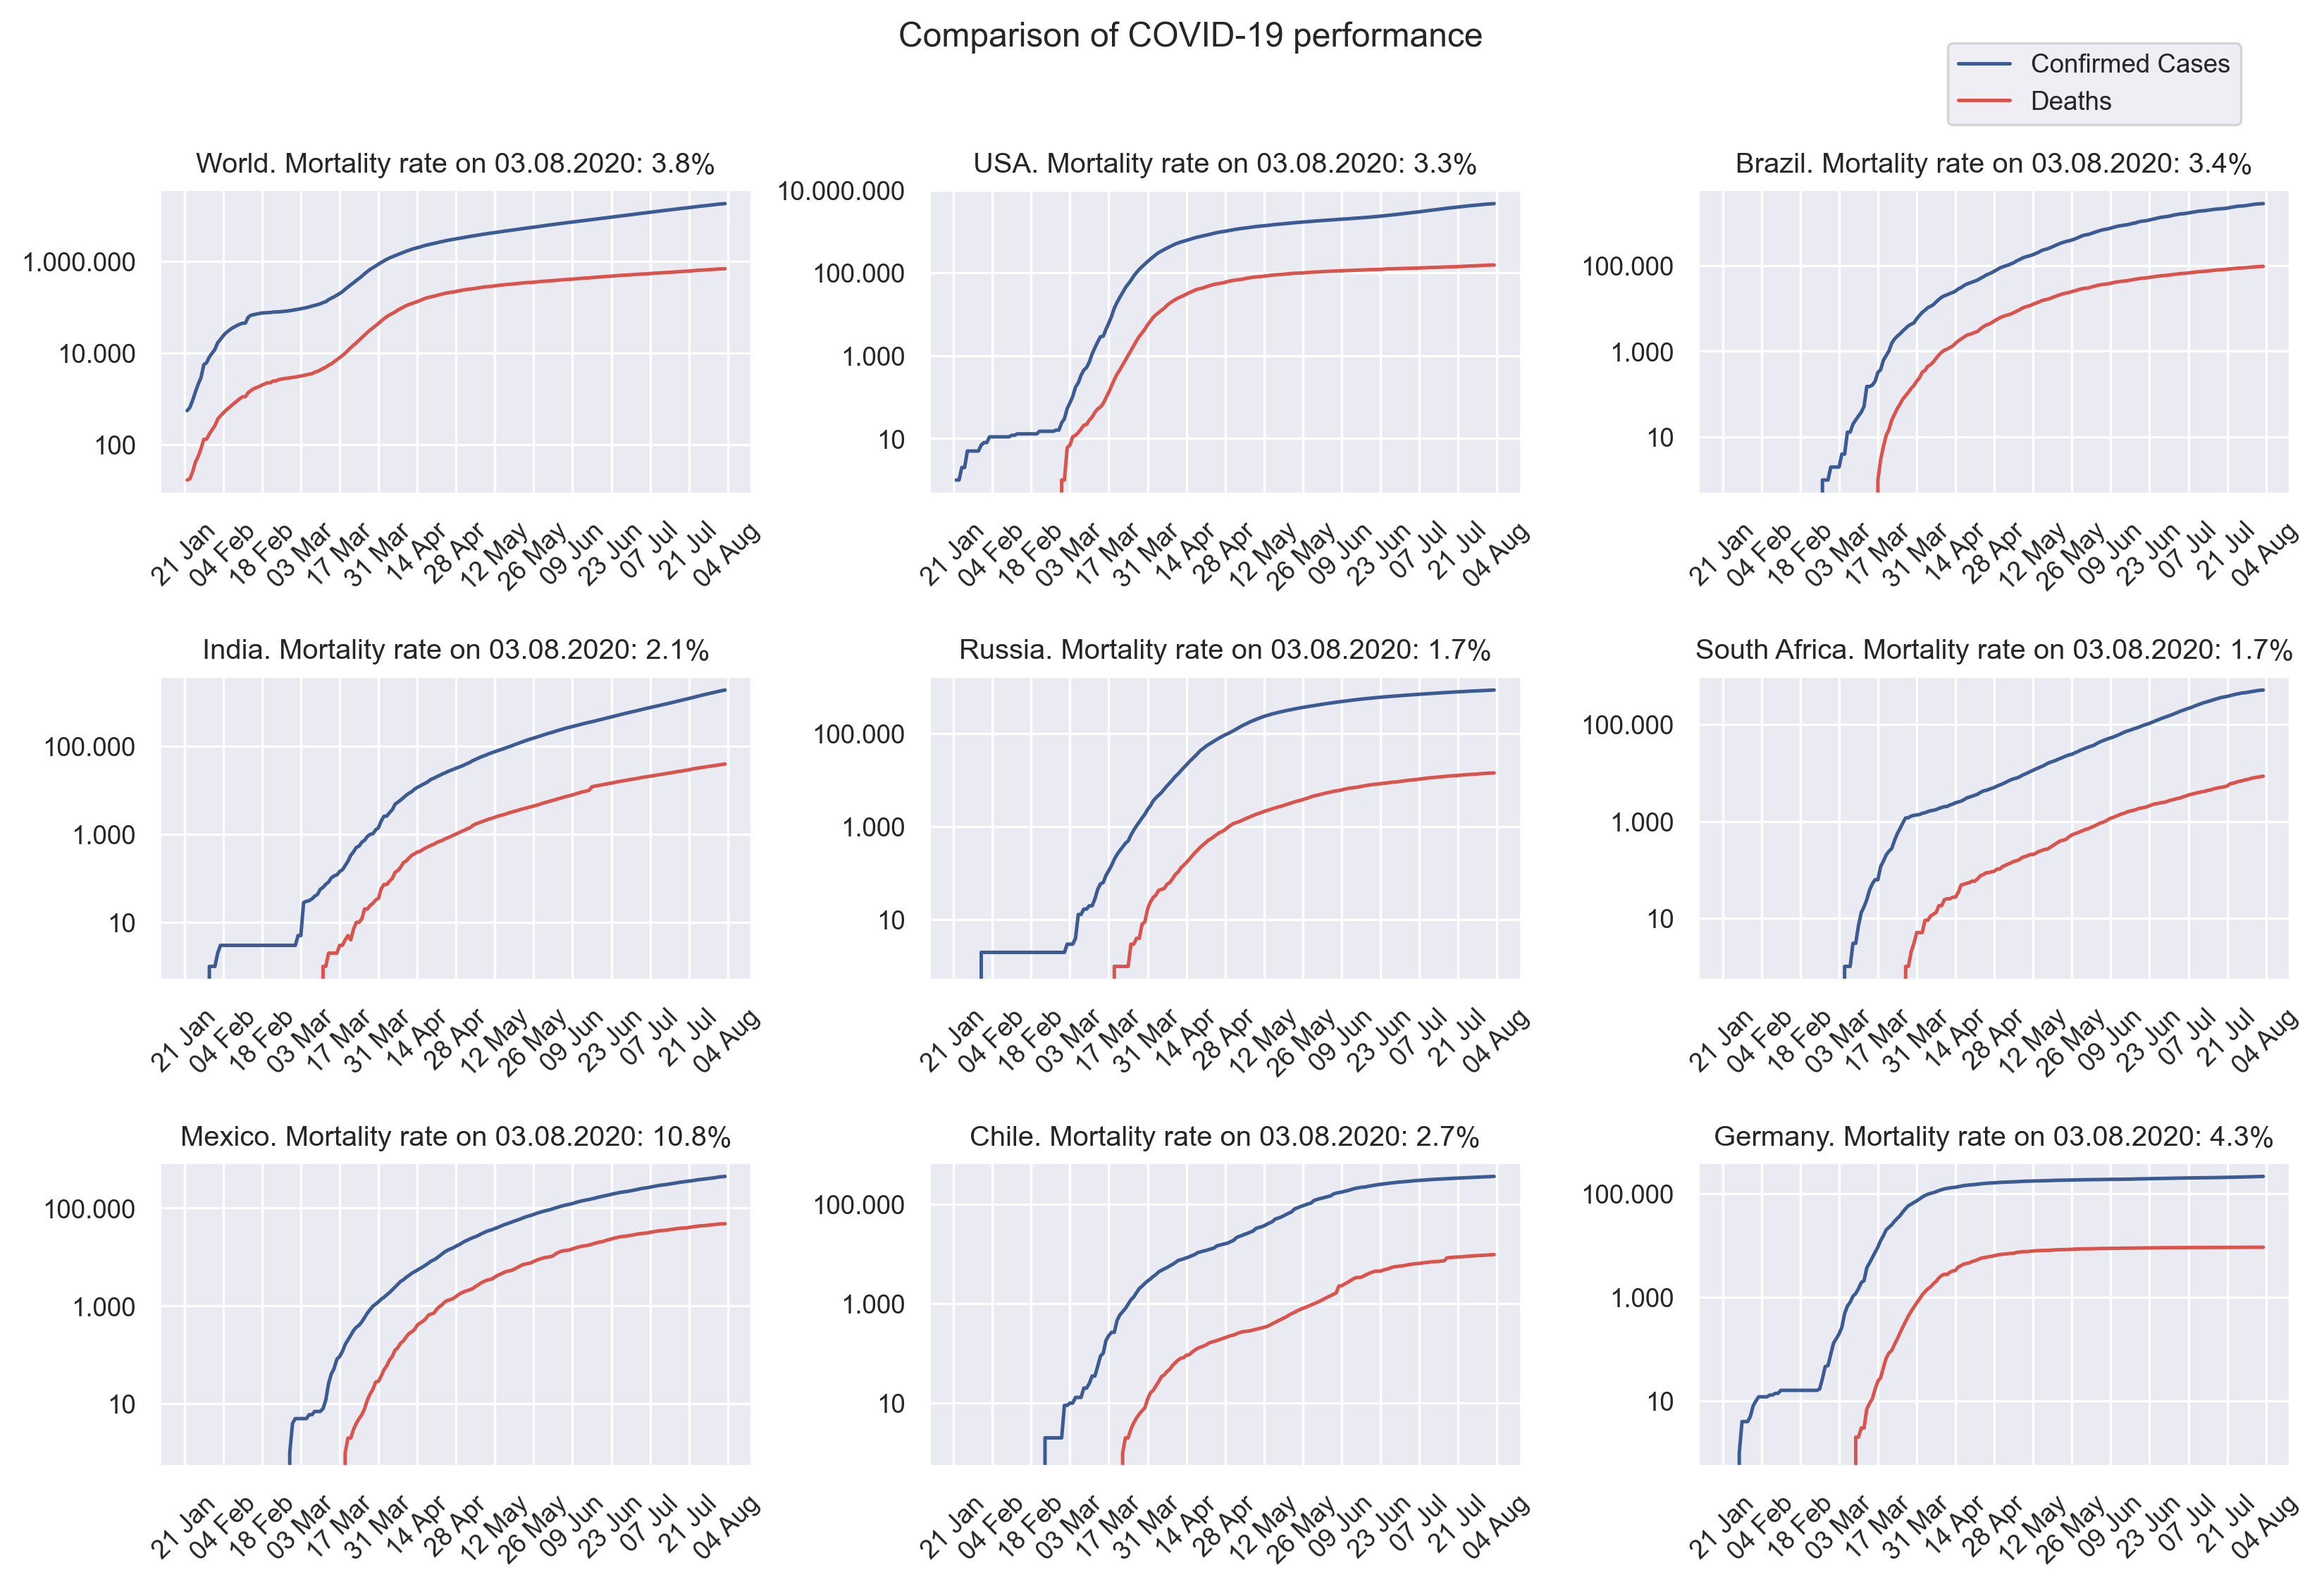 Comparison of COVID-19 performance
Confirmed Cases
Deaths
World. Mortality rate on 03.08.2020: 3.8%
1.000.000
10.000
100
21 Jan 04 Feb 18 Feb 03 Mar 17 Mar 31 Mar 14 Apr 28 Apr 12 May 26 May 09 Jun 23 Jun 07 Jul 21 Jul 04 Aug
USA. Mortality rate on 03.08.2020: 3.3%
10.000.000
100.000
1.000
10
21 Jan 04 Feb 18 Feb 03 Mar 17 Mar 31 Mar 14 Apr 28 Apr 12 May 26 May 09 Jun 23 Jun 07 Jul 21 Jul 04 Aug
Brazil. Mortality rate on 03.08.2020: 3.4%
100.000
1.000
10
21 Jan 04 Feb 18 Feb 03 Mar 17 Mar 31 Mar 14 Apr 28 Apr 12 May 26 May 09 Jun 23 Jun 07 Jul 21 Jul 04 Aug
India. Mortality rate on 03.08.2020: 2.1%
100.000
1.000
10
21 Jan 04 Feb 18 Feb 03 Mar 17 Mar 31 Mar 14 Apr 28 Apr 12 May 26 May 09 Jun 23 Jun 07 Jul 21 Jul 04 Aug
Russia. Mortality rate on 03.08.2020: 1.7%
100.000
1.000
10
21 Jan 04 Feb 18 Feb 03 Mar 17 Mar 31 Mar 14 Apr 28 Apr 12 May 26 May 09 Jun 23 Jun 07 Jul 21 Jul 04 Aug
South Africa. Mortality rate on 03.08.2020: 1.7%
100.000
1.000
10
21 Jan 04 Feb 18 Feb 03 Mar 17 Mar 31 Mar 14 Apr 28 Apr 12 May 26 May 09 Jun 23 Jun 07 Jul 21 Jul 04 Aug
Mexico. Mortality rate on 03.08.2020: 10.8%
100.000
1.000
10
21 Jan 04 Feb 18 Feb 03 Mar 17 Mar 31 Mar 14 Apr 28 Apr 12 May 26 May 09 Jun 23 Jun 07 Jul 21 Jul 04 Aug
Chile. Mortality rate on 03.08.2020: 2.7%
100.000
1.000
10
21 Jan 04 Feb 18 Feb 03 Mar 17 Mar 31 Mar 14 Apr 28 Apr 12 May 26 May 09 Jun 23 Jun 07 Jul 21 Jul 04 Aug
Germany. Mortality rate on 03.08.2020: 4.3%
100.000
1.000
10
21 Jan 04 Feb 18 Feb 03 Mar 17 Mar 31 Mar 14 Apr 28 Apr 12 May 26 May 09 Jun 23 Jun 07 Jul 21 Jul 04 Aug